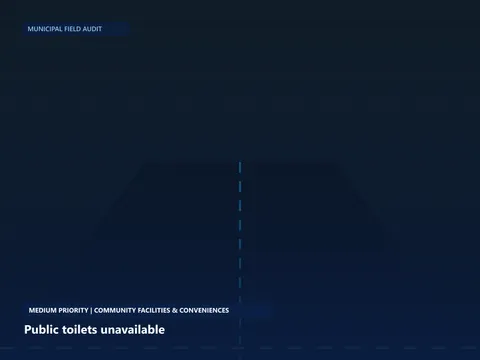 MUNICIPAL FIELD AUDIT
MEDIUM PRIORITY | COMMUNITY FACILITIES & CONVENIENCES
Public toilets unavailable